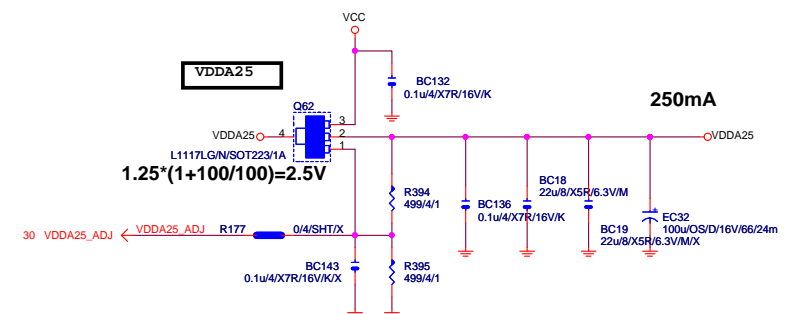 VCC
VDDA25
BC132
0.1u/4/X7R/16V/K
Q62
250mA
3
VDDA25
4
2
VDDA25
1
L1117LG/N/SOT223/1A
1.25*(1+100/100)=2.5V
R394
499/4/1
BC136
0.1u/4/X7R/16V/K
BC18
22u/8/X5R/6.3V/M
BC19
22u/8/X5R/6.3V/M/X
EC32
100u/OS/D/16V/66/24m
30 VDDA25_ADJ
VDDA25_ADJ
R177
0/4/SHT/X
BC143
0.1u/4/X7R/16V/K/X
R395
499/4/1